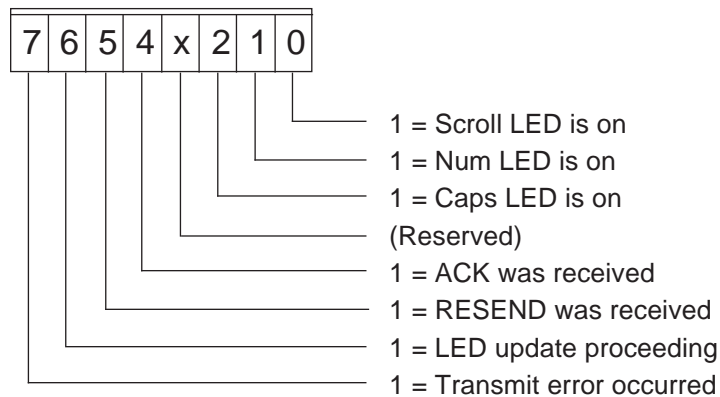 7 6 5 4 x 2 1 0
1 = Scroll LED is on
1 = Num LED is on
1 = Caps LED is on
(Reserved)
1 = ACK was received
1 = RESEND was received
1 = LED update proceeding
1 = Transmit error occurred